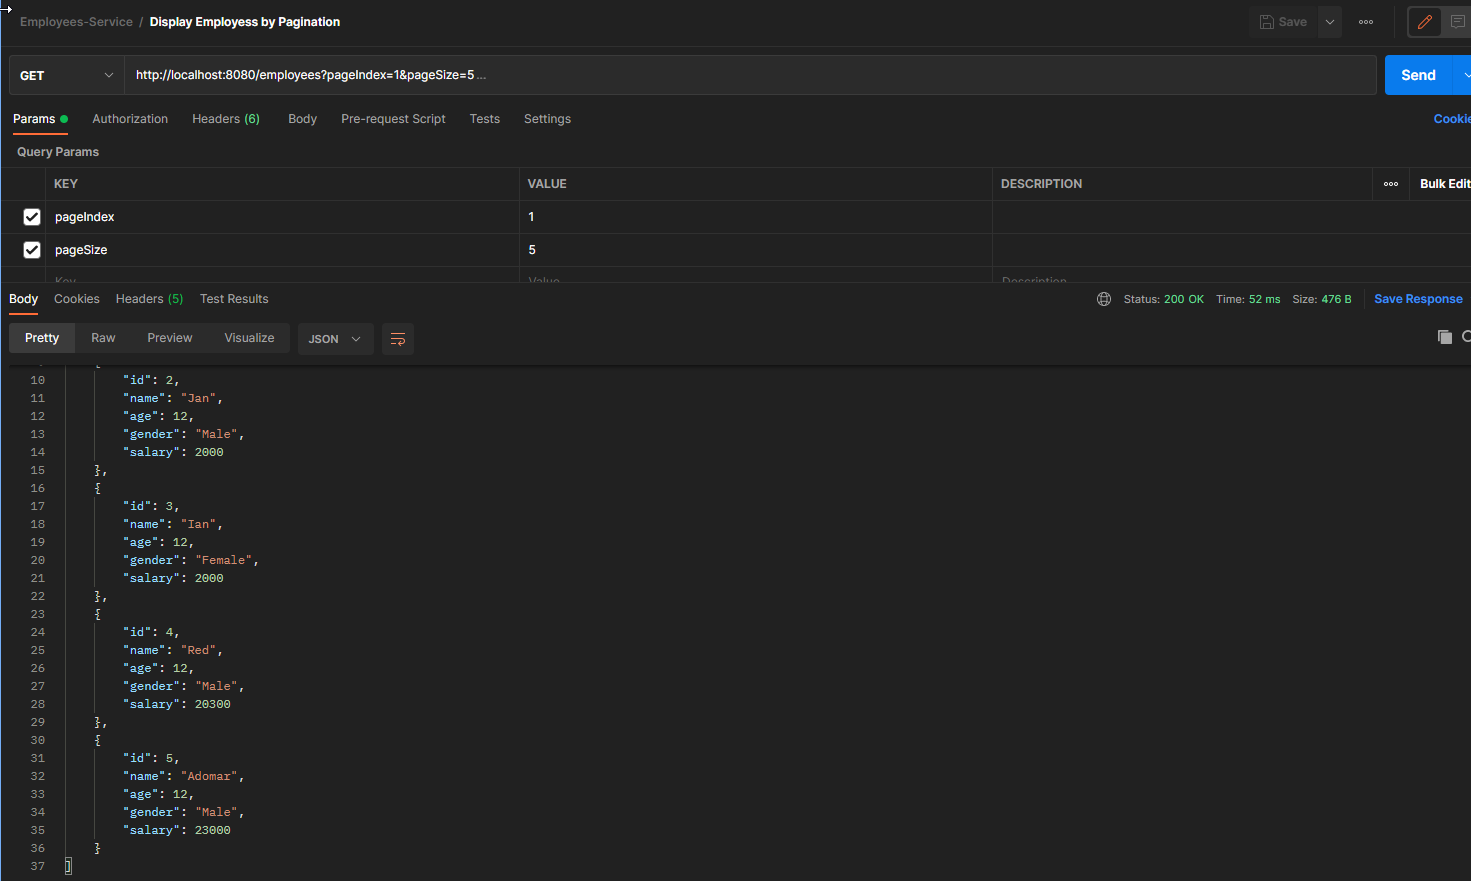 Employees-Service / Display Employess by Pagination Save
GET http://localhost:8080/employees?pageIndex=1&pageSize=5 ... Send
Params Authorization Headers (6) Body Pre-request Script Tests Settings Cookie
Query Params
KEY VALUE DESCRIPTION Bulk Edit
pageIndex 1
pageSize 5
Key Value Description
Body Cookies Headers (5) Test Results Status: 200 OK Time: 52 ms Size: 476 B Save Response
Pretty Raw Preview Visualize JSON
10 "id": 2,
11 "name": "Jan",
12 "age": 12,
13 "gender": "Male",
14 "salary": 2000
15 },
16 {
17 "id": 3,
18 "name": "Ian",
19 "age": 12,
20 "gender": "Female",
21 "salary": 2000
22 },
23 {
24 "id": 4,
25 "name": "Red",
26 "age": 12,
27 "gender": "Male",
28 "salary": 20300
29 },
30 {
31 "id": 5,
32 "name": "Adomar",
33 "age": 12,
34 "gender": "Male",
35 "salary": 23000
36 }
37 ]